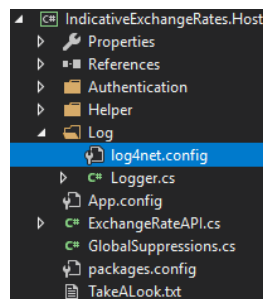 C# IndicativeExchangeRates.Host
Properties
References
Authentication
Helper
Log
log4net.config
C# Logger.cs
App.config
C# ExchangeRateAPI.cs
C# GlobalSuppressions.cs
packages.config
TakeALook.txt